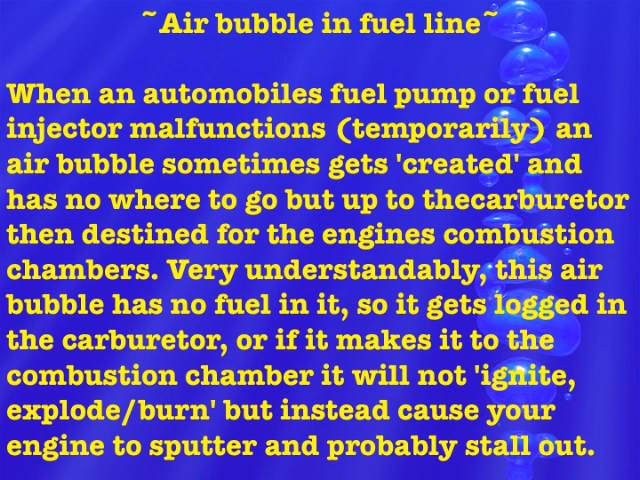 ~Air bubble in fuel line~
When an automobiles fuel pump or fuel
injector malfunctions (temporarily) an
air bubble sometimes gets 'created' and
has no where to go but up to thecarburetor
then destined for the engines combustion
chambers. Very understandably, this air
bubble has no fuel in it, so it gets logged in
the carburetor, or if it makes it to the
combustion chamber it will not 'ignite,
explode/burn' but instead cause your
engine to sputter and probably stall out.